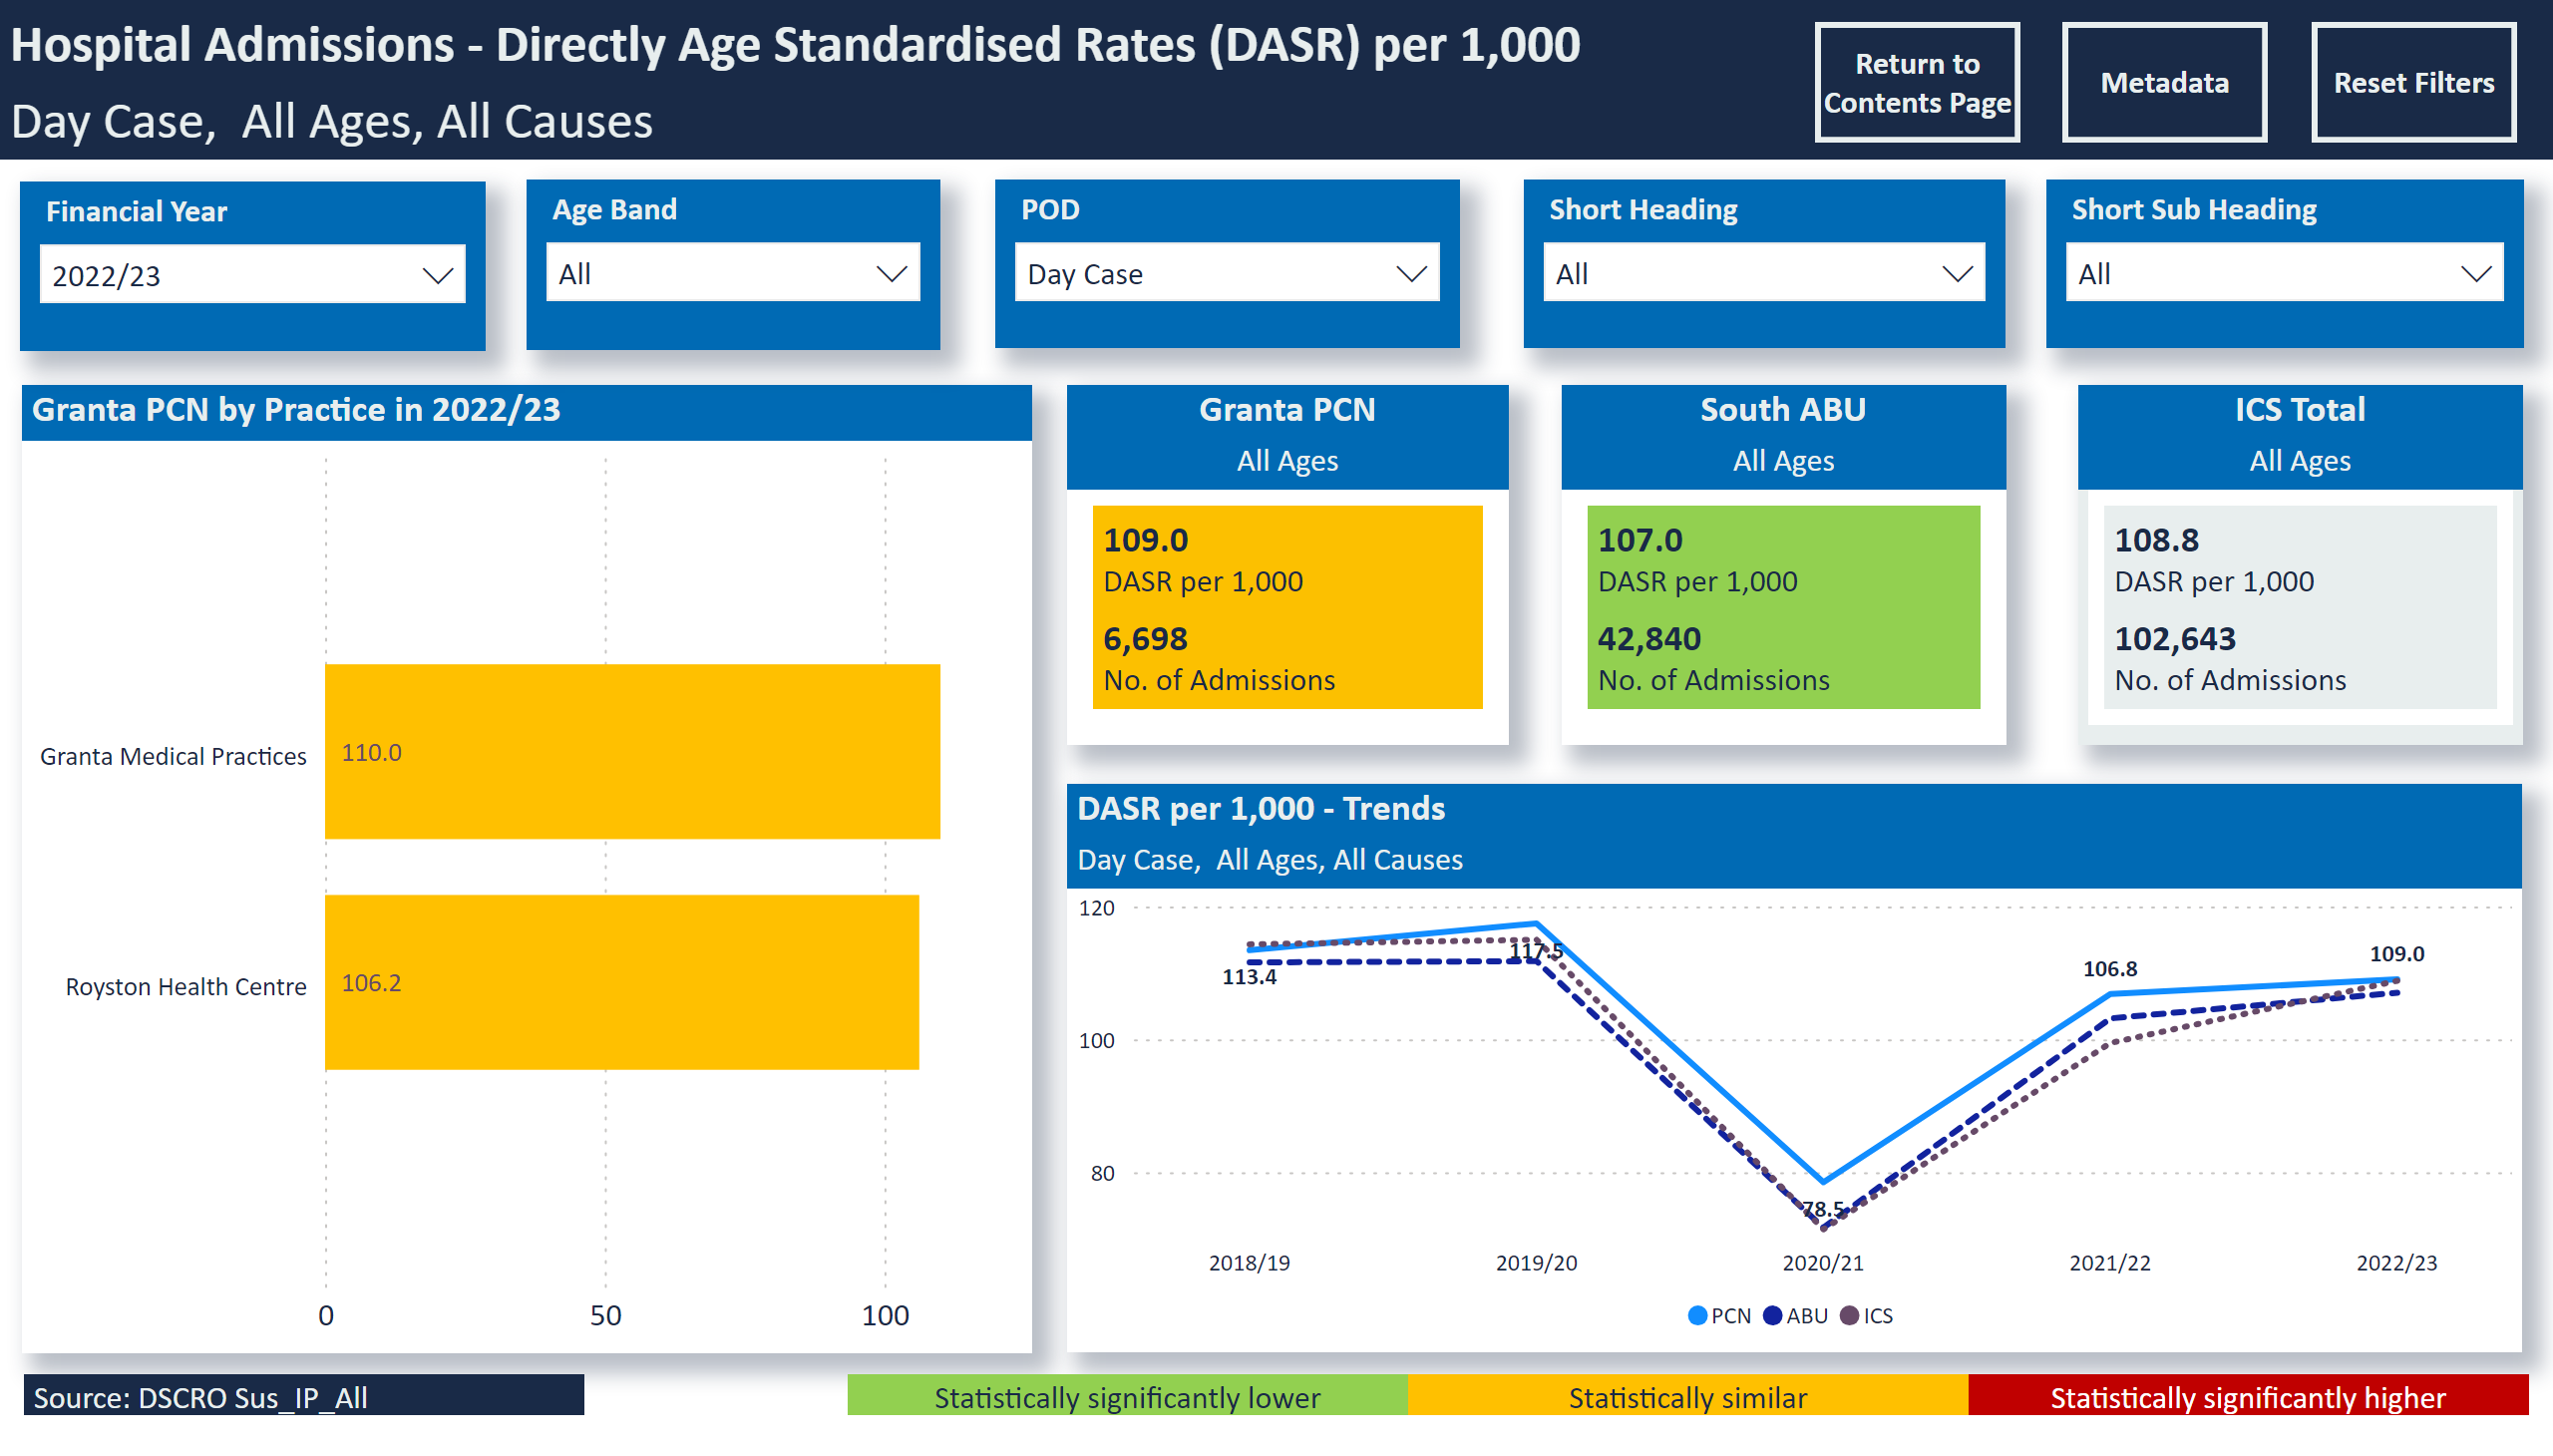 Hospital Admissions - Directly Age Standardised Rates (DASR) per 1,000
Day Case,  All Ages, All Causes
Return to
Contents Page
Metadata
Reset Filters
Financial Year
2022/23
Age Band
All
POD
Day Case
Short Heading
All
Short Sub Heading
All
Granta PCN by Practice in 2022/23
Granta Medical Practices
110.0
Royston Health Centre
106.2
0
50
100
Granta PCN
All Ages
109.0
DASR per 1,000
6,698
No. of Admissions
South ABU
All Ages
107.0
DASR per 1,000
42,840
No. of Admissions
ICS Total
All Ages
108.8
DASR per 1,000
102,643
No. of Admissions
DASR per 1,000 - Trends
Day Case,  All Ages, All Causes
120
100
80
113.4
117.5
78.5
106.8
109.0
2018/19
2019/20
2020/21
2021/22
2022/23
PCN
ABU
ICS
Source: DSCRO Sus_IP_All
Statistically significantly lower
Statistically similar
Statistically significantly higher